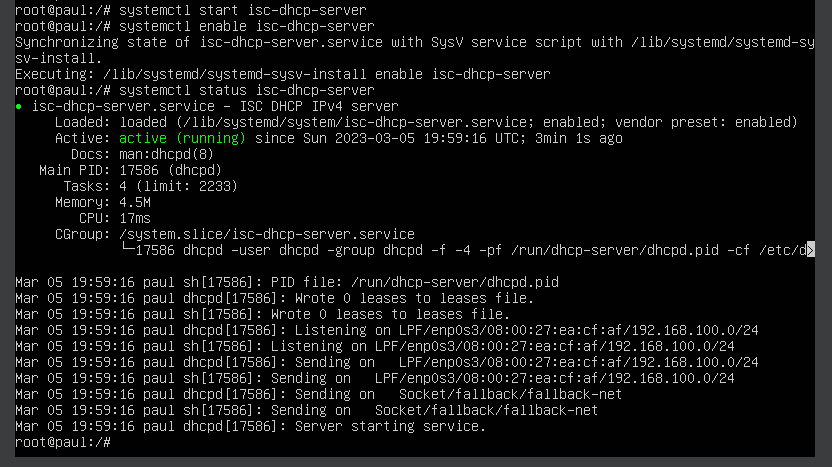 root@paul:/# systemctl start isc-dhcp-server
root@paul:/# systemctl enable isc-dhcp-server
Synchronizing state of isc-dhcp-server.service with SysV service script with /lib/systemd/systemd-sy
sv-install.
Executing: /lib/systemd/systemd-sysv-install enable isc-dhcp-server
root@paul:/# systemctl status isc-dhcp-server
● isc-dhcp-server.service - ISC DHCP IPv4 server
Loaded: loaded (/lib/systemd/system/isc-dhcp-server.service; enabled; vendor preset: enabled)
Active: active (running) since Sun 2023-03-05 19:59:16 UTC; 3min 1s ago
Docs: man:dhcpd(8)
Main PID: 17586 (dhcpd)
Tasks: 4 (limit: 2233)
Memory: 4.5M
CPU: 17ms
CGroup: /system.slice/isc-dhcp-server.service
└─17586 dhcpd -user dhcpd -group dhcpd -f -4 -pf /run/dhcp-server/dhcpd.pid -cf /etc/d>
Mar 05 19:59:16 paul sh[17586]: PID file: /run/dhcp-server/dhcpd.pid
Mar 05 19:59:16 paul dhcpd[17586]: Wrote 0 leases to leases file.
Mar 05 19:59:16 paul sh[17586]: Wrote 0 leases to leases file.
Mar 05 19:59:16 paul dhcpd[17586]: Listening on LPF/enp0s3/08:00:27:ea:cf:af/192.168.100.0/24
Mar 05 19:59:16 paul sh[17586]: Listening on LPF/enp0s3/08:00:27:ea:cf:af/192.168.100.0/24
Mar 05 19:59:16 paul dhcpd[17586]: Sending on   LPF/enp0s3/08:00:27:ea:cf:af/192.168.100.0/24
Mar 05 19:59:16 paul sh[17586]: Sending on   LPF/enp0s3/08:00:27:ea:cf:af/192.168.100.0/24
Mar 05 19:59:16 paul dhcpd[17586]: Sending on   Socket/fallback/fallback-net
Mar 05 19:59:16 paul sh[17586]: Sending on   Socket/fallback/fallback-net
Mar 05 19:59:16 paul dhcpd[17586]: Server starting service.
root@paul:/#